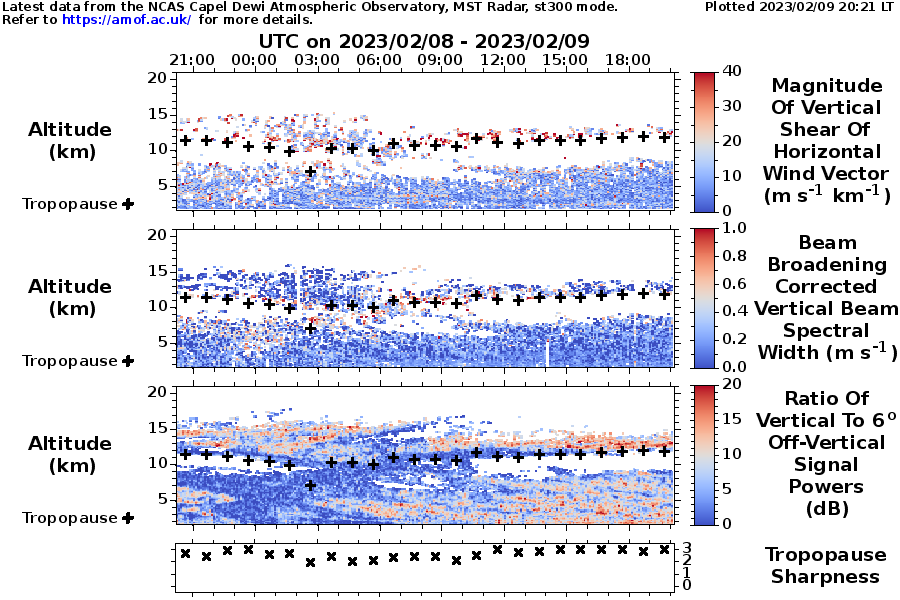 Latest data from the NCAS Capel Dewi Atmospheric Observatory, MST Radar, st300 mode.
Plotted 2023/02/09 20:21 LT
Refer to https://amof.ac.uk/ for more details.
UTC on 2023/02/08 - 2023/02/09
21:00 00:00 03:00 06:00 09:00 12:00 15:00 18:00
20
15
10
5
Altitude
(km)
Tropopause
40
30
20
10
0
Magnitude
Of Vertical
Shear Of
Horizontal
Wind Vector
(m s-1 km-1)
20
15
10
5
Altitude
(km)
Tropopause
1.0
0.8
0.6
0.4
0.2
0.0
Beam
Broadening
Corrected
Vertical Beam
Spectral
Width (m s-1)
20
15
10
5
Altitude
(km)
Tropopause
20
15
10
5
0
Ratio Of
Vertical To 6o
Off-Vertical
Signal
Powers
(dB)
3
2
1
0
Tropopause
Sharpness